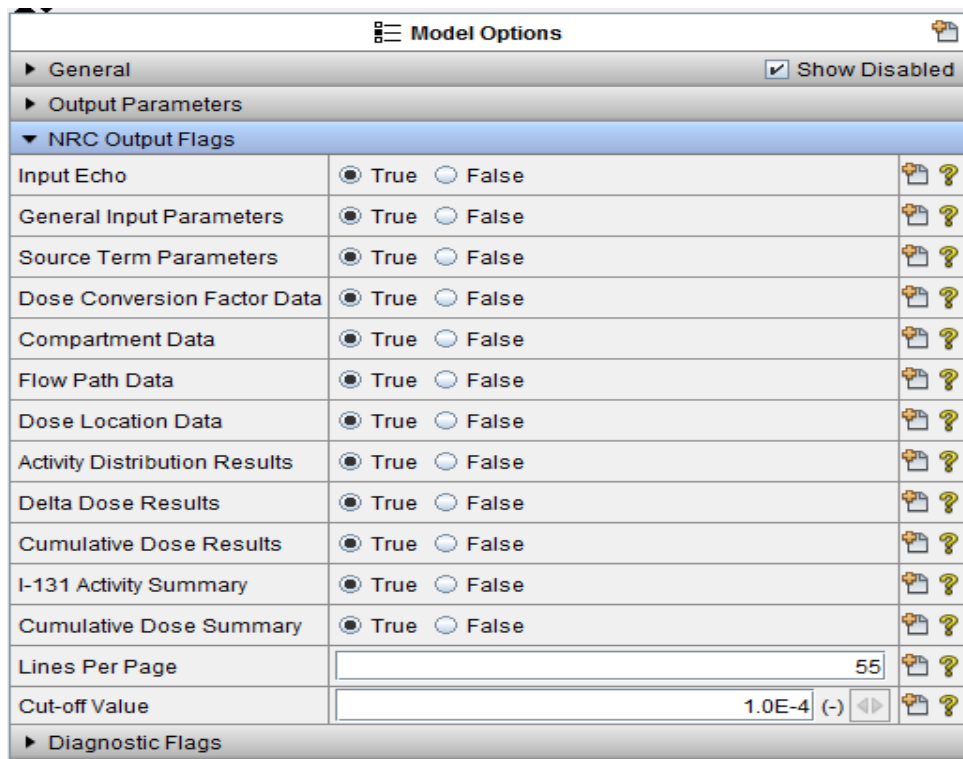 Model Options
General Show Disabled
Output Parameters
NRC Output Flags
Input Echo True False
General Input Parameters True False
Source Term Parameters True False
Dose Conversion Factor Data True False
Compartment Data True False
Flow Path Data True False
Dose Location Data True False
Activity Distribution Results True False
Delta Dose Results True False
Cumulative Dose Results True False
I-131 Activity Summary True False
Cumulative Dose Summary True False
Lines Per Page 55
Cut-off Value 1.0E-4 (-)
Diagnostic Flags